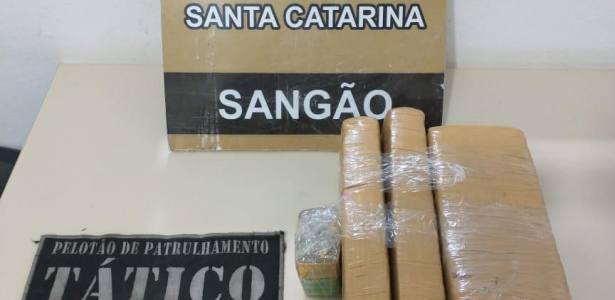 SANTA CATARINA
SANGÃO
PELOTÃO DE PATRULHAMENTO
TÁTICO